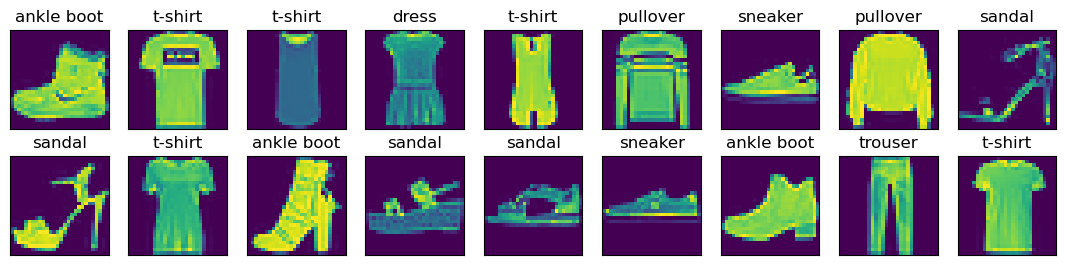 ankle boot t-shirt t-shirt dress t-shirt pullover sneaker pullover sandal
sandal t-shirt ankle boot sandal sandal sneaker ankle boot trouser t-shirt